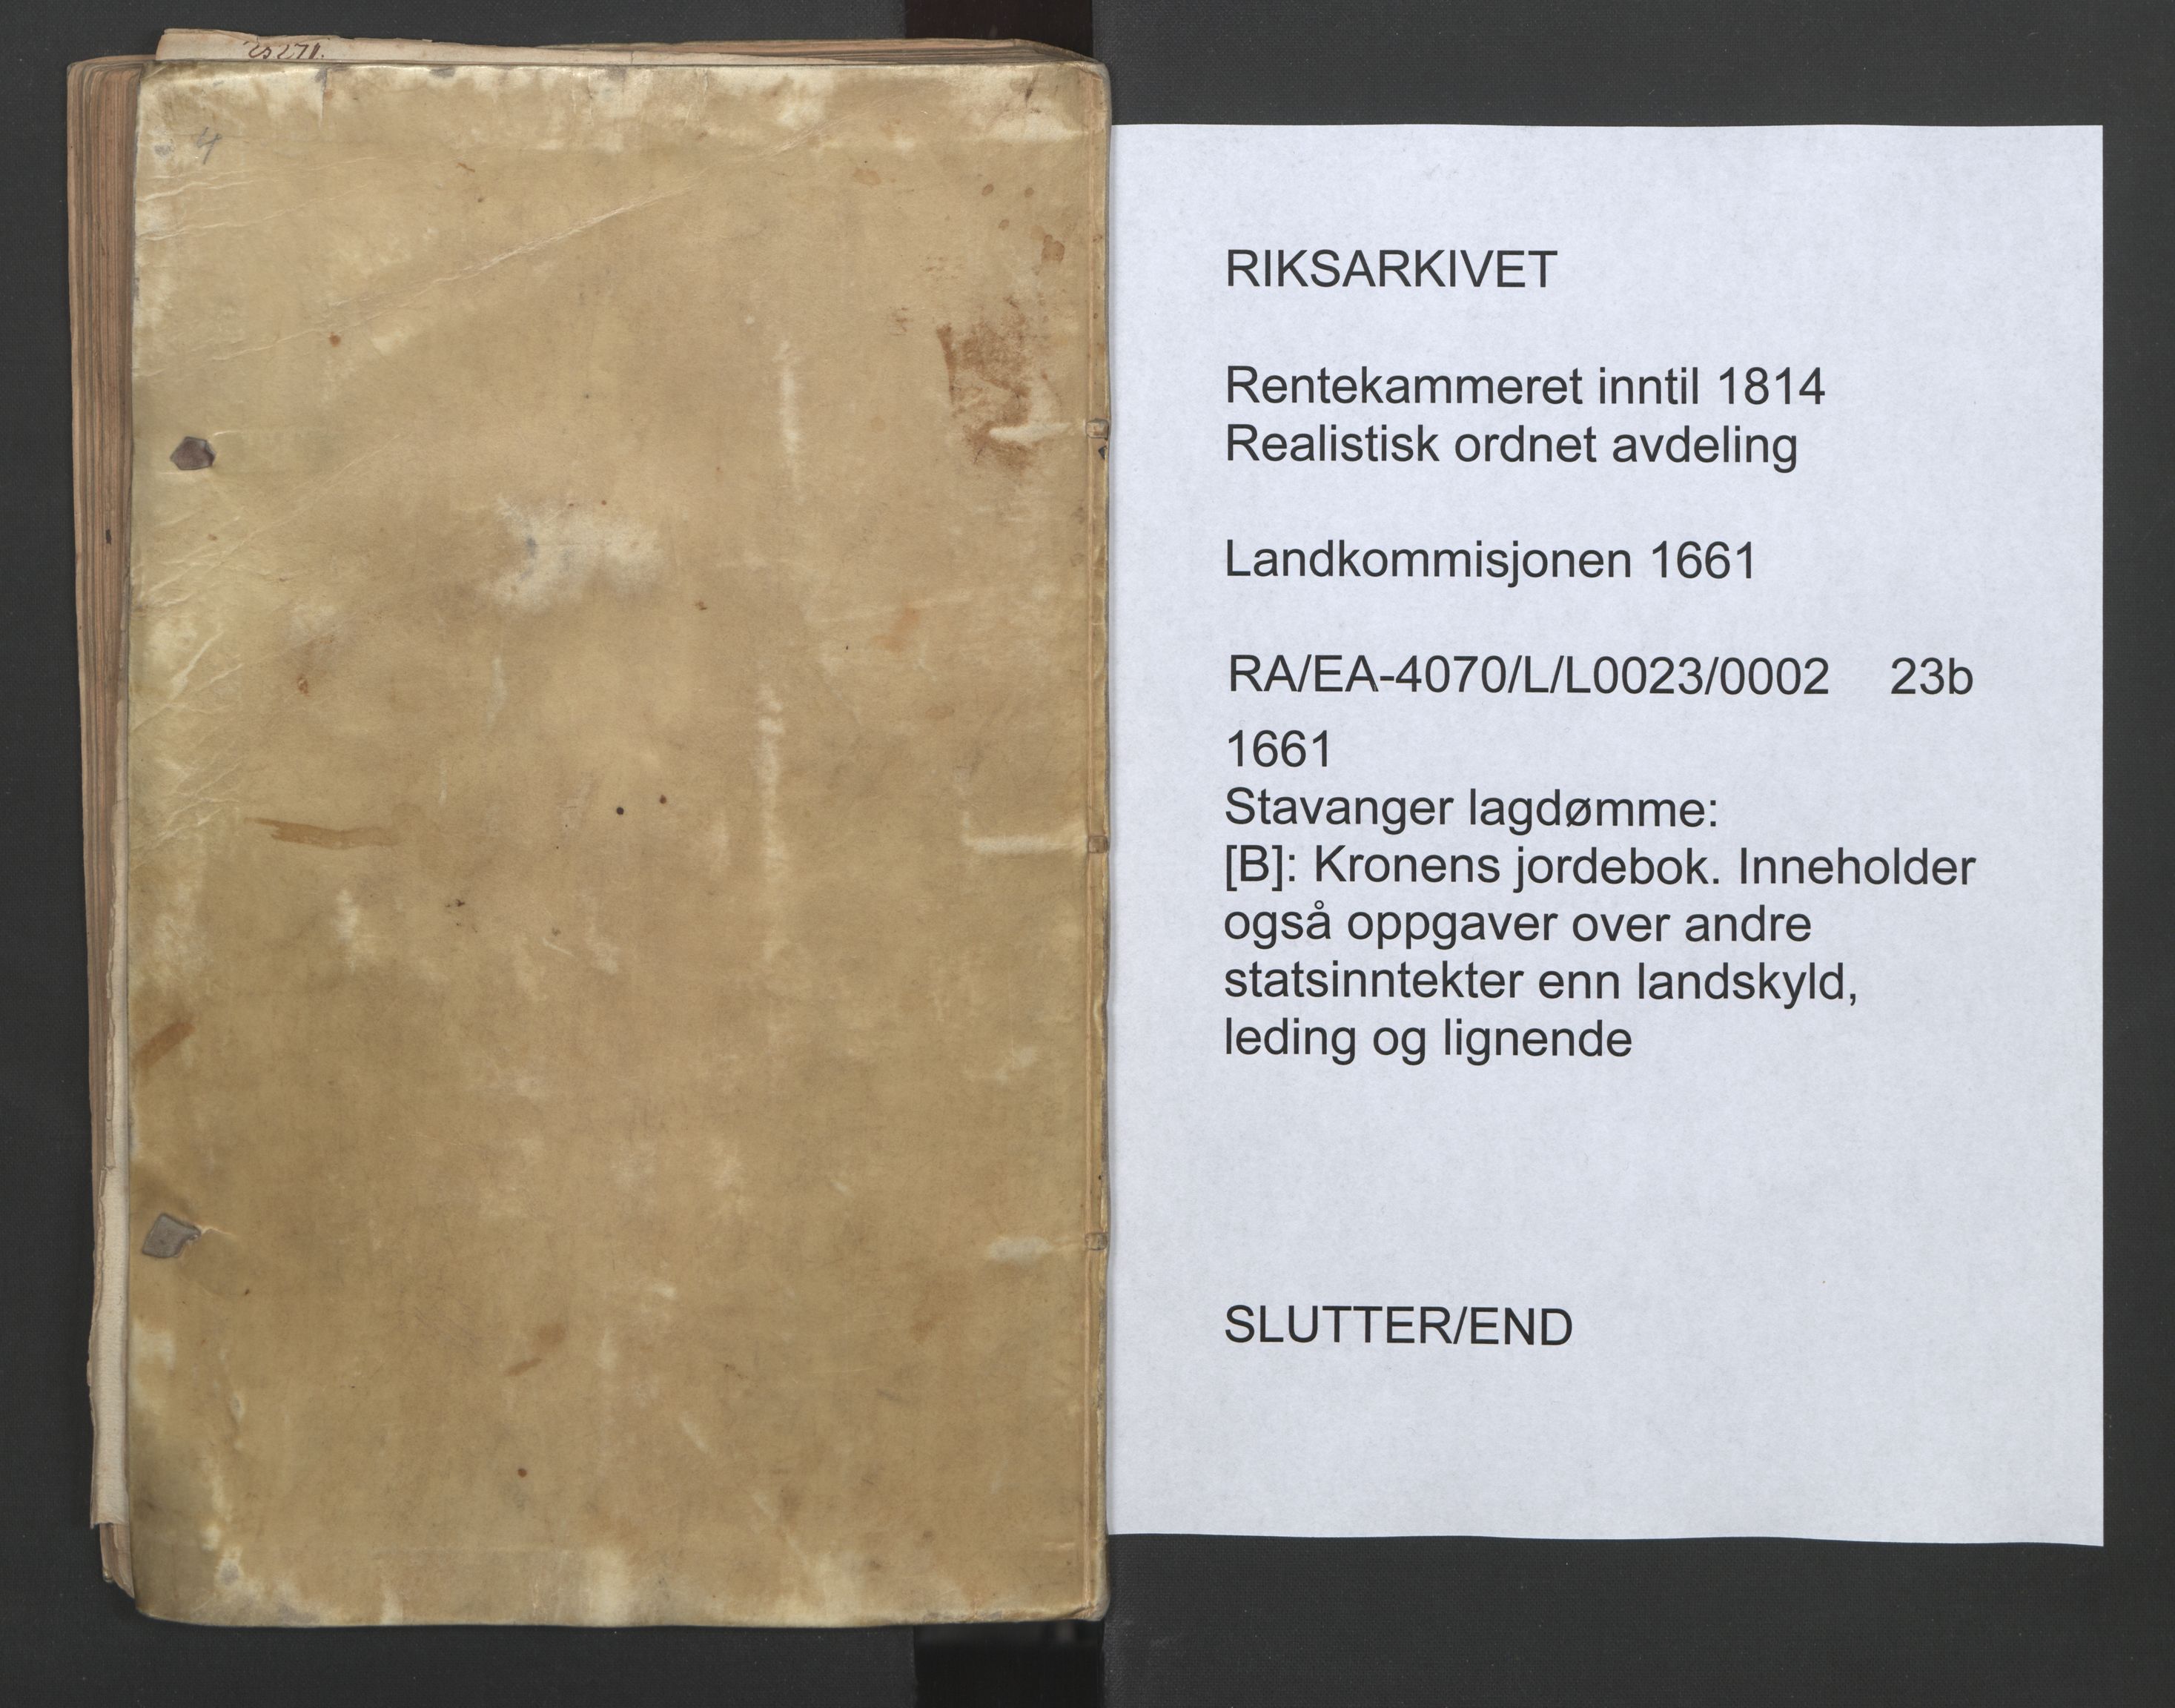 RIKSARKIVET
Rentekammeret inntil 1814
Realistisk ordnet avdeling
Landkommisjonen 1661
RA/EA-4070/L/L0023/0002 23b
1661
Stavanger lagdømme:
[B]: Kronens jordebok. Inneholder
også oppgaver over andre
statsinntekter enn landskyld,
leding og lignende
SLUTTER/END